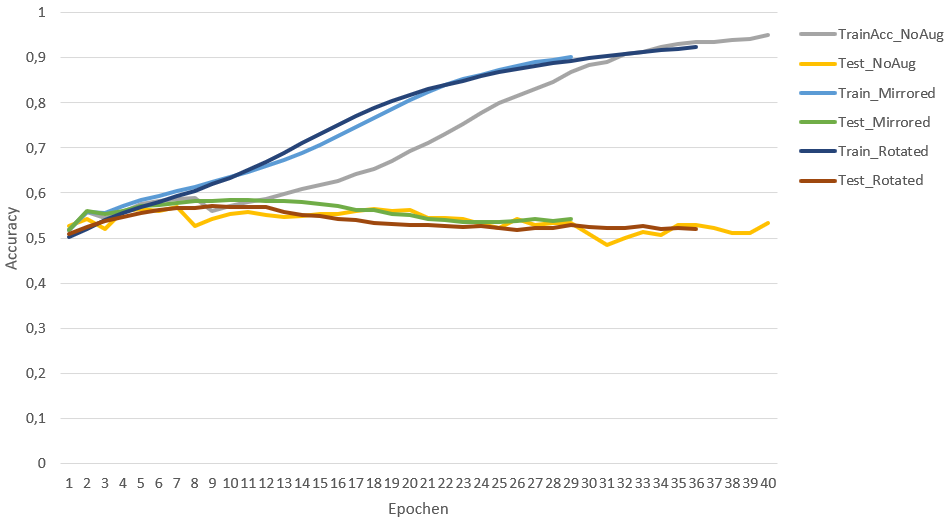 1
0,9
0,8
0,7
0,6
0,5
0,4
0,3
0,2
0,1
0
Accuracy
1 2 3 4 5 6 7 8 9 10 11 12 13 14 15 16 17 18 19 20 21 22 23 24 25 26 27 28 29 30 31 32 33 34 35 36 37 38 39 40
Epochen
TrainAcc_NoAug
Test_NoAug
Train_Mirrored
Test_Mirrored
Train_Rotated
Test_Rotated